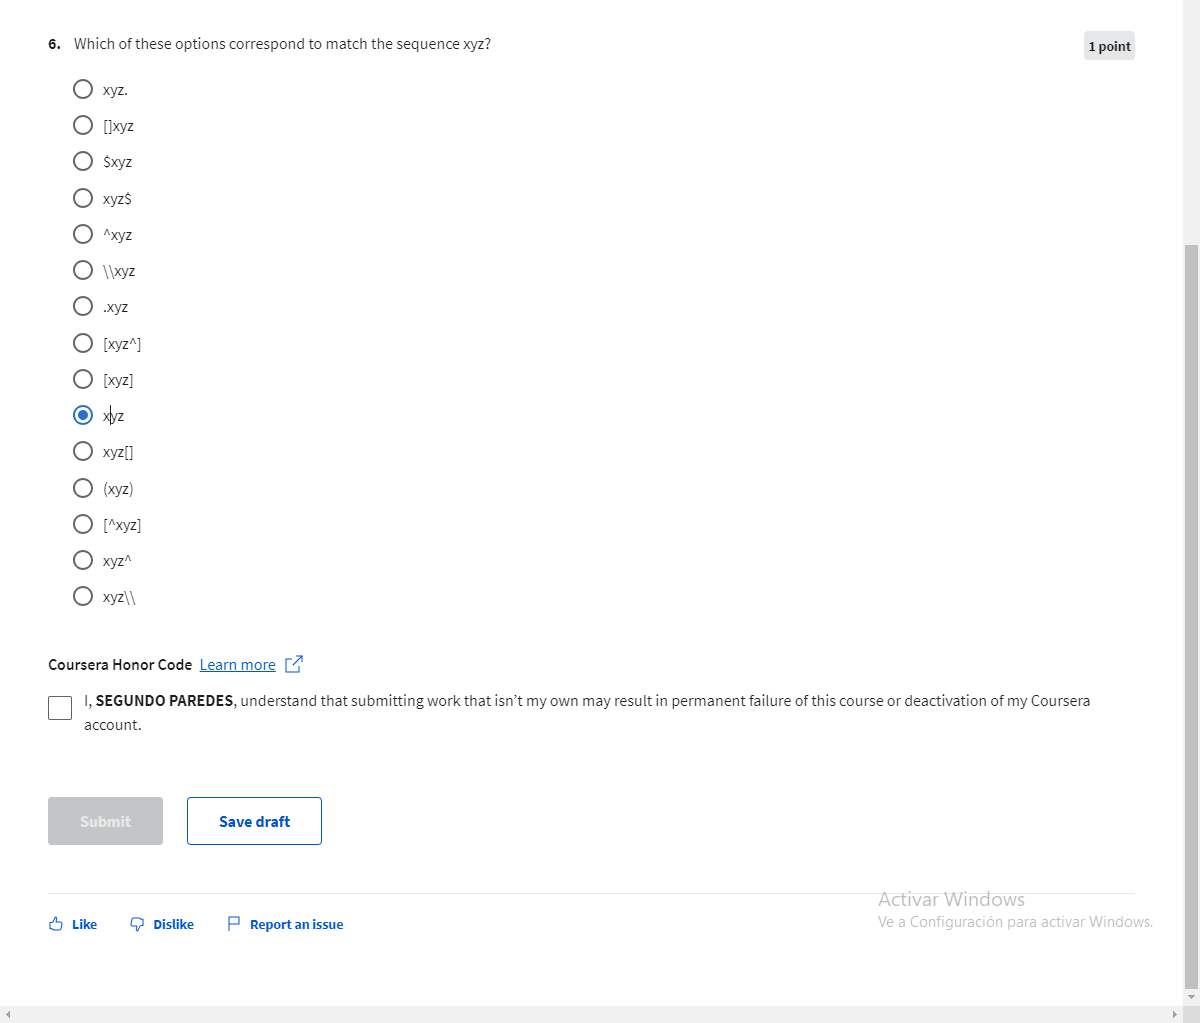 6. Which of these options correspond to match the sequence xyz?
1 point
xyz.
[]xyz
$xyz
xyz$
^xyz
\\xyz
.xyz
[xyz^]
[xyz]
xyz
xyz[]
(xyz)
[^xyz]
xyz^
xyz\\
Coursera Honor Code Learn more
I, SEGUNDO PAREDES, understand that submitting work that isn’t my own may result in permanent failure of this course or deactivation of my Coursera
account.
Submit
Save draft
Activar Windows
Ve a Configuración para activar Windows.
Like
Dislike
Report an issue